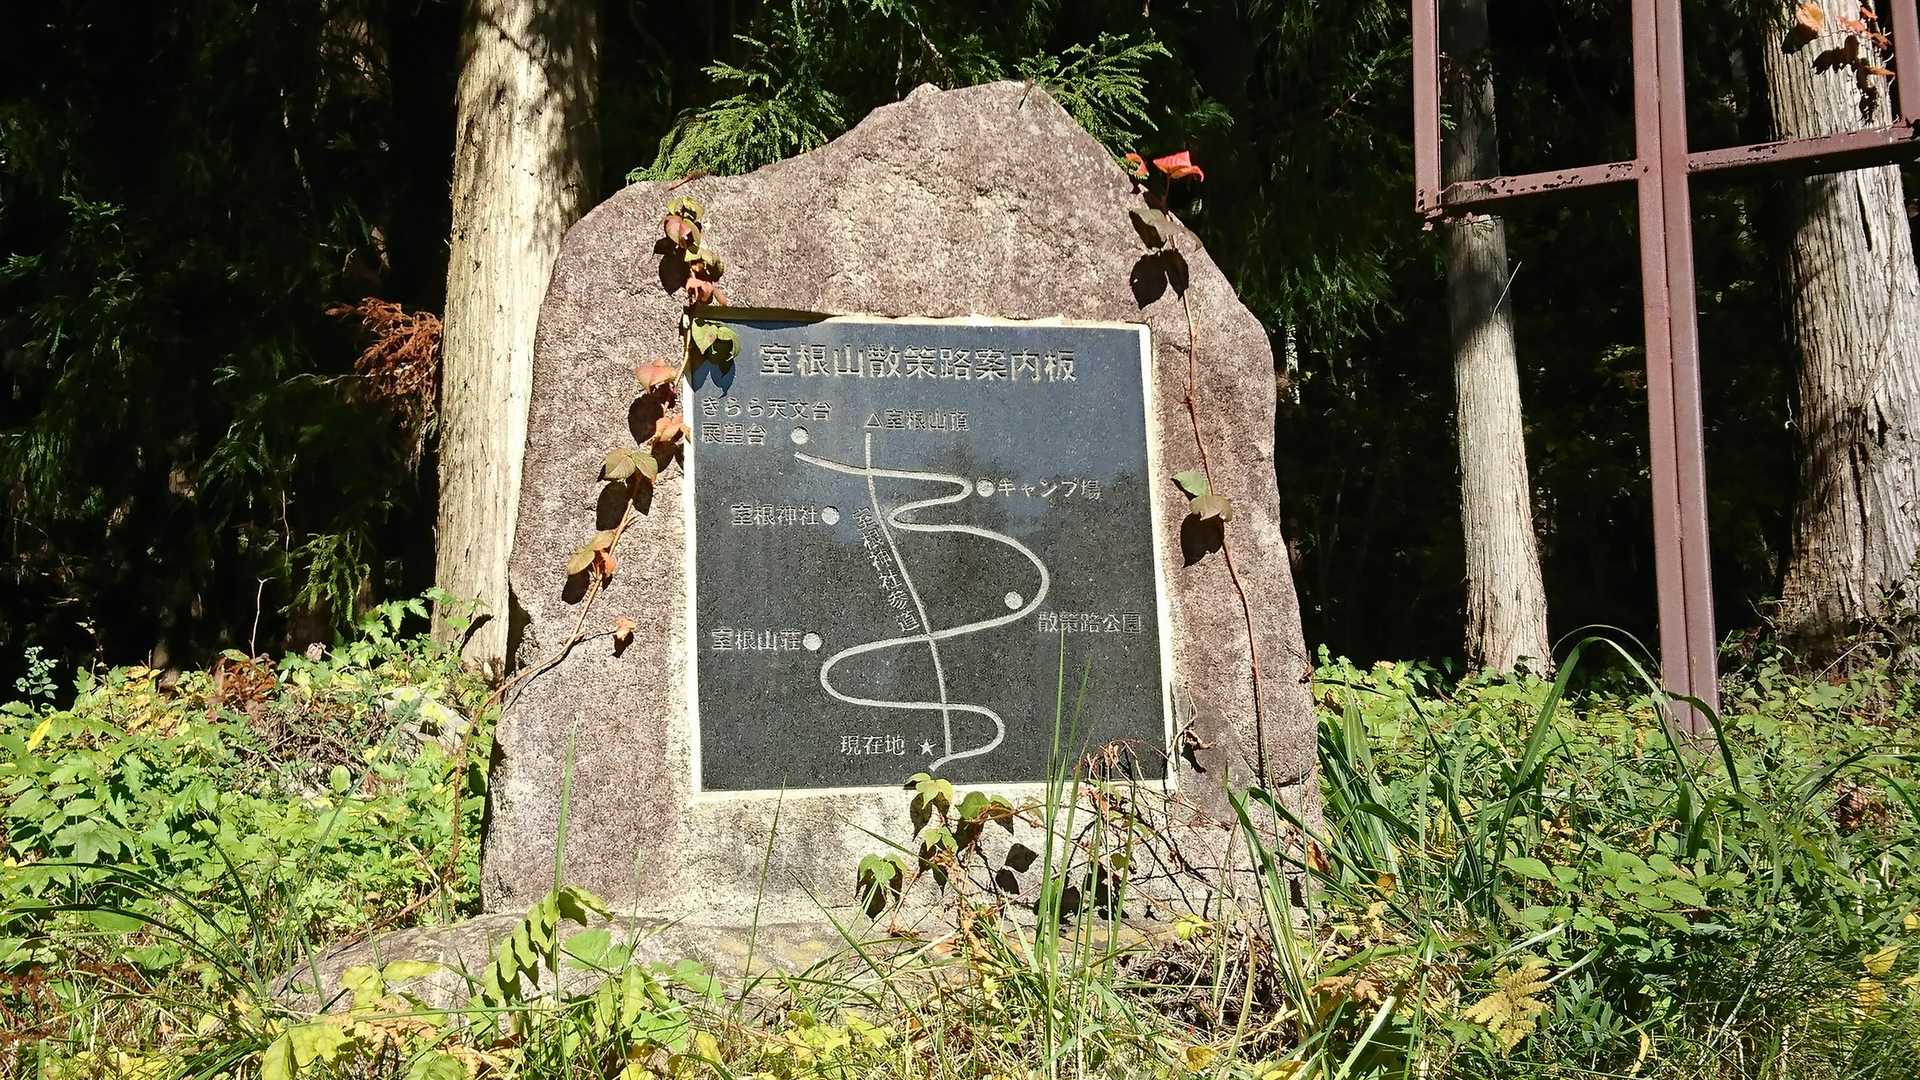 室根山散策路案内板
きらら天文台
展望台
△室根山頂
キャンプ場
室根神社
室根神社参道
散策路公園
室根山荘
現在地 ★